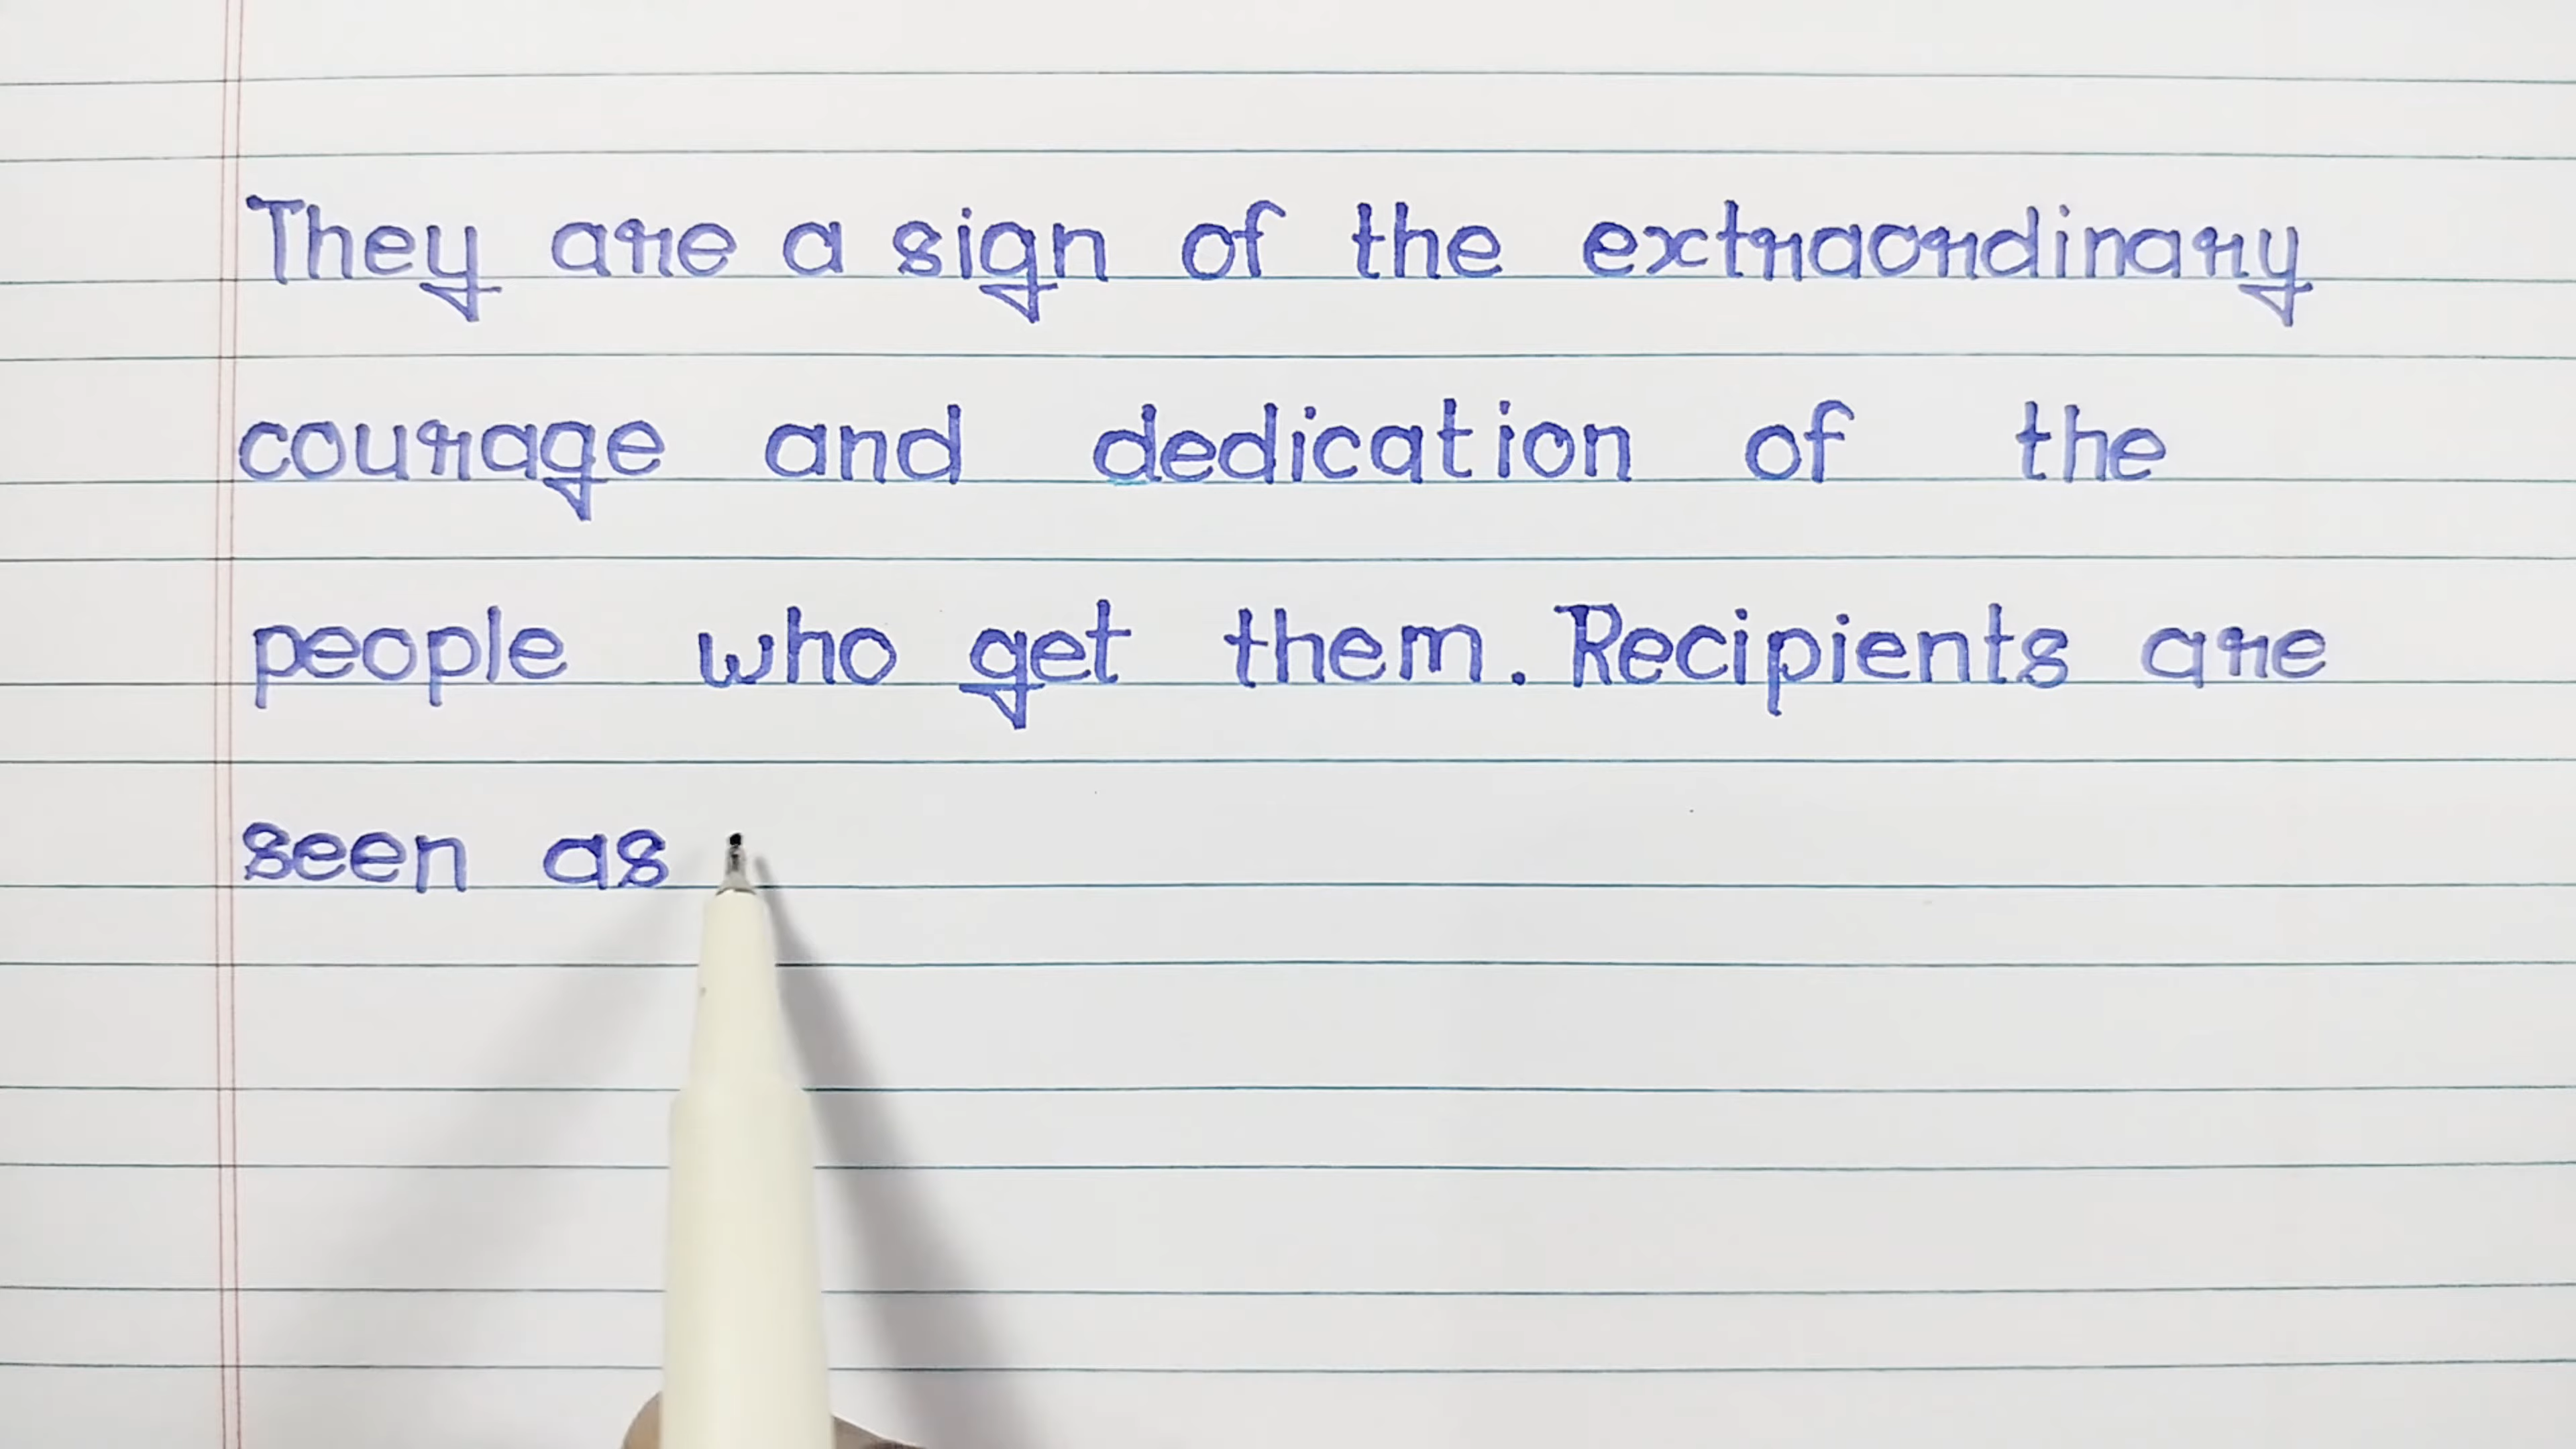 They are a sign of the extraordinary
courage and dedication of the
people who get them. Recipients are
seen as